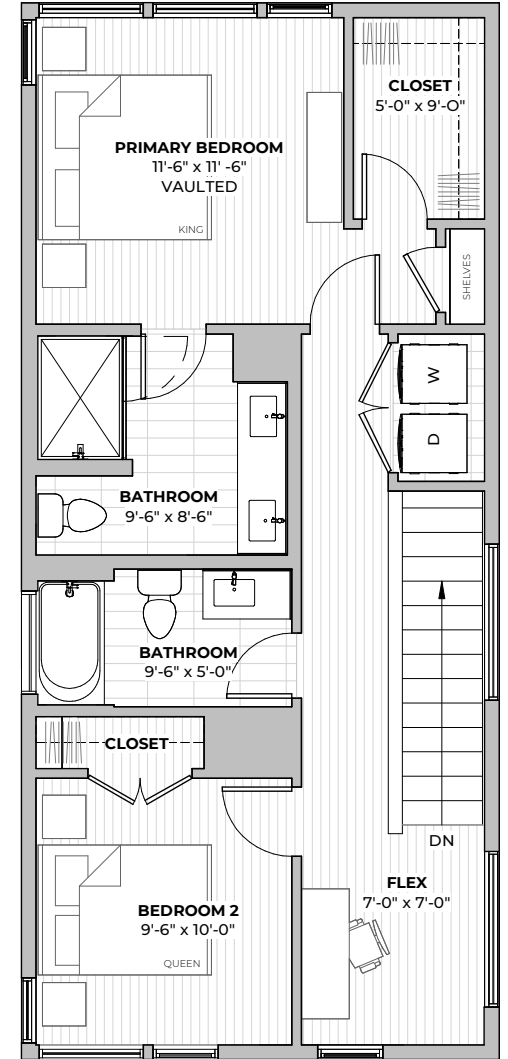 CLOSET
5'-0" x 9'-O"
PRIMARY BEDROOM
11'-6" x 11' -6"
VAULTED
KING
SHELVES
W
D
BATHROOM
9'-6" x 8'-6"
BATHROOM
9'-6" x 5'-0"
CLOSET
DN
FLEX
7'-0" x 7'-0"
BEDROOM 2
9'-6" x 10'-0"
QUEEN